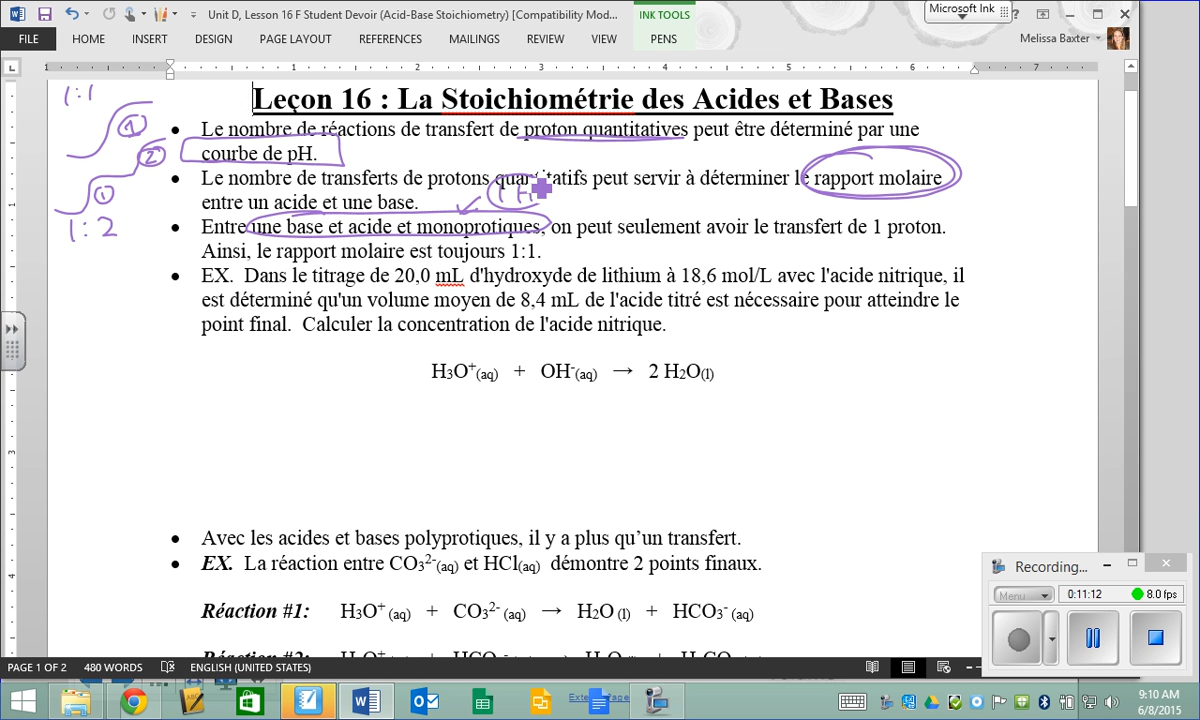 Unit D, Lesson 16 F Student Devoir (Acid-Base Stoichiometry) [Compatibility Mod...
INK TOOLS
Microsoft Ink
FILE HOME INSERT DESIGN PAGE LAYOUT REFERENCES MAILINGS REVIEW VIEW PENS
Melissa Baxter
1 1 2 3 4 5 6 7
1:1
1
2
1
1:2
Leçon 16 : La Stoichiométrie des Acides et Bases
• Le nombre de réactions de transfert de proton quantitatives peut être déterminé par une
courbe de pH.
• Le nombre de transferts de protons quantitatifs peut servir à déterminer le rapport molaire
entre un acide et une base.
1 H
• Entre une base et acide et monoprotiques, on peut seulement avoir le transfert de 1 proton.
Ainsi, le rapport molaire est toujours 1:1.
• EX. Dans le titrage de 20,0 mL d'hydroxyde de lithium à 18,6 mol/L avec l'acide nitrique, il
est déterminé qu'un volume moyen de 8,4 mL de l'acide titré est nécessaire pour atteindre le
point final. Calculer la concentration de l'acide nitrique.
H₃O⁺(aq) + OH⁻(aq) → 2 H₂O(l)
• Avec les acides et bases polyprotiques, il y a plus qu’un transfert.
• EX. La réaction entre CO₃²⁻(aq) et HCl(aq) démontre 2 points finaux.
Réaction #1: H₃O⁺(aq) + CO₃²⁻(aq) → H₂O(l) + HCO₃⁻(aq)
Recording...
Menu
0:11:12 8.0 fps
PAGE 1 OF 2 480 WORDS ENGLISH (UNITED STATES)
9:10 AM
6/8/2015